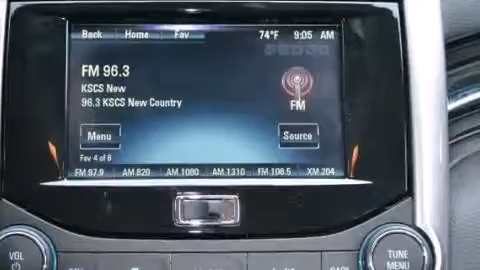 Back Home Fav 74°F 9:05 AM
FM 96.3
KSCS New
96.3 KSCS New Country
FM
Menu Source
Fav 4 of 6
FM 97.9 AM 820 AM 1080 AM 1310 FM 106.5 XM 204
VOL TUNE
MENU